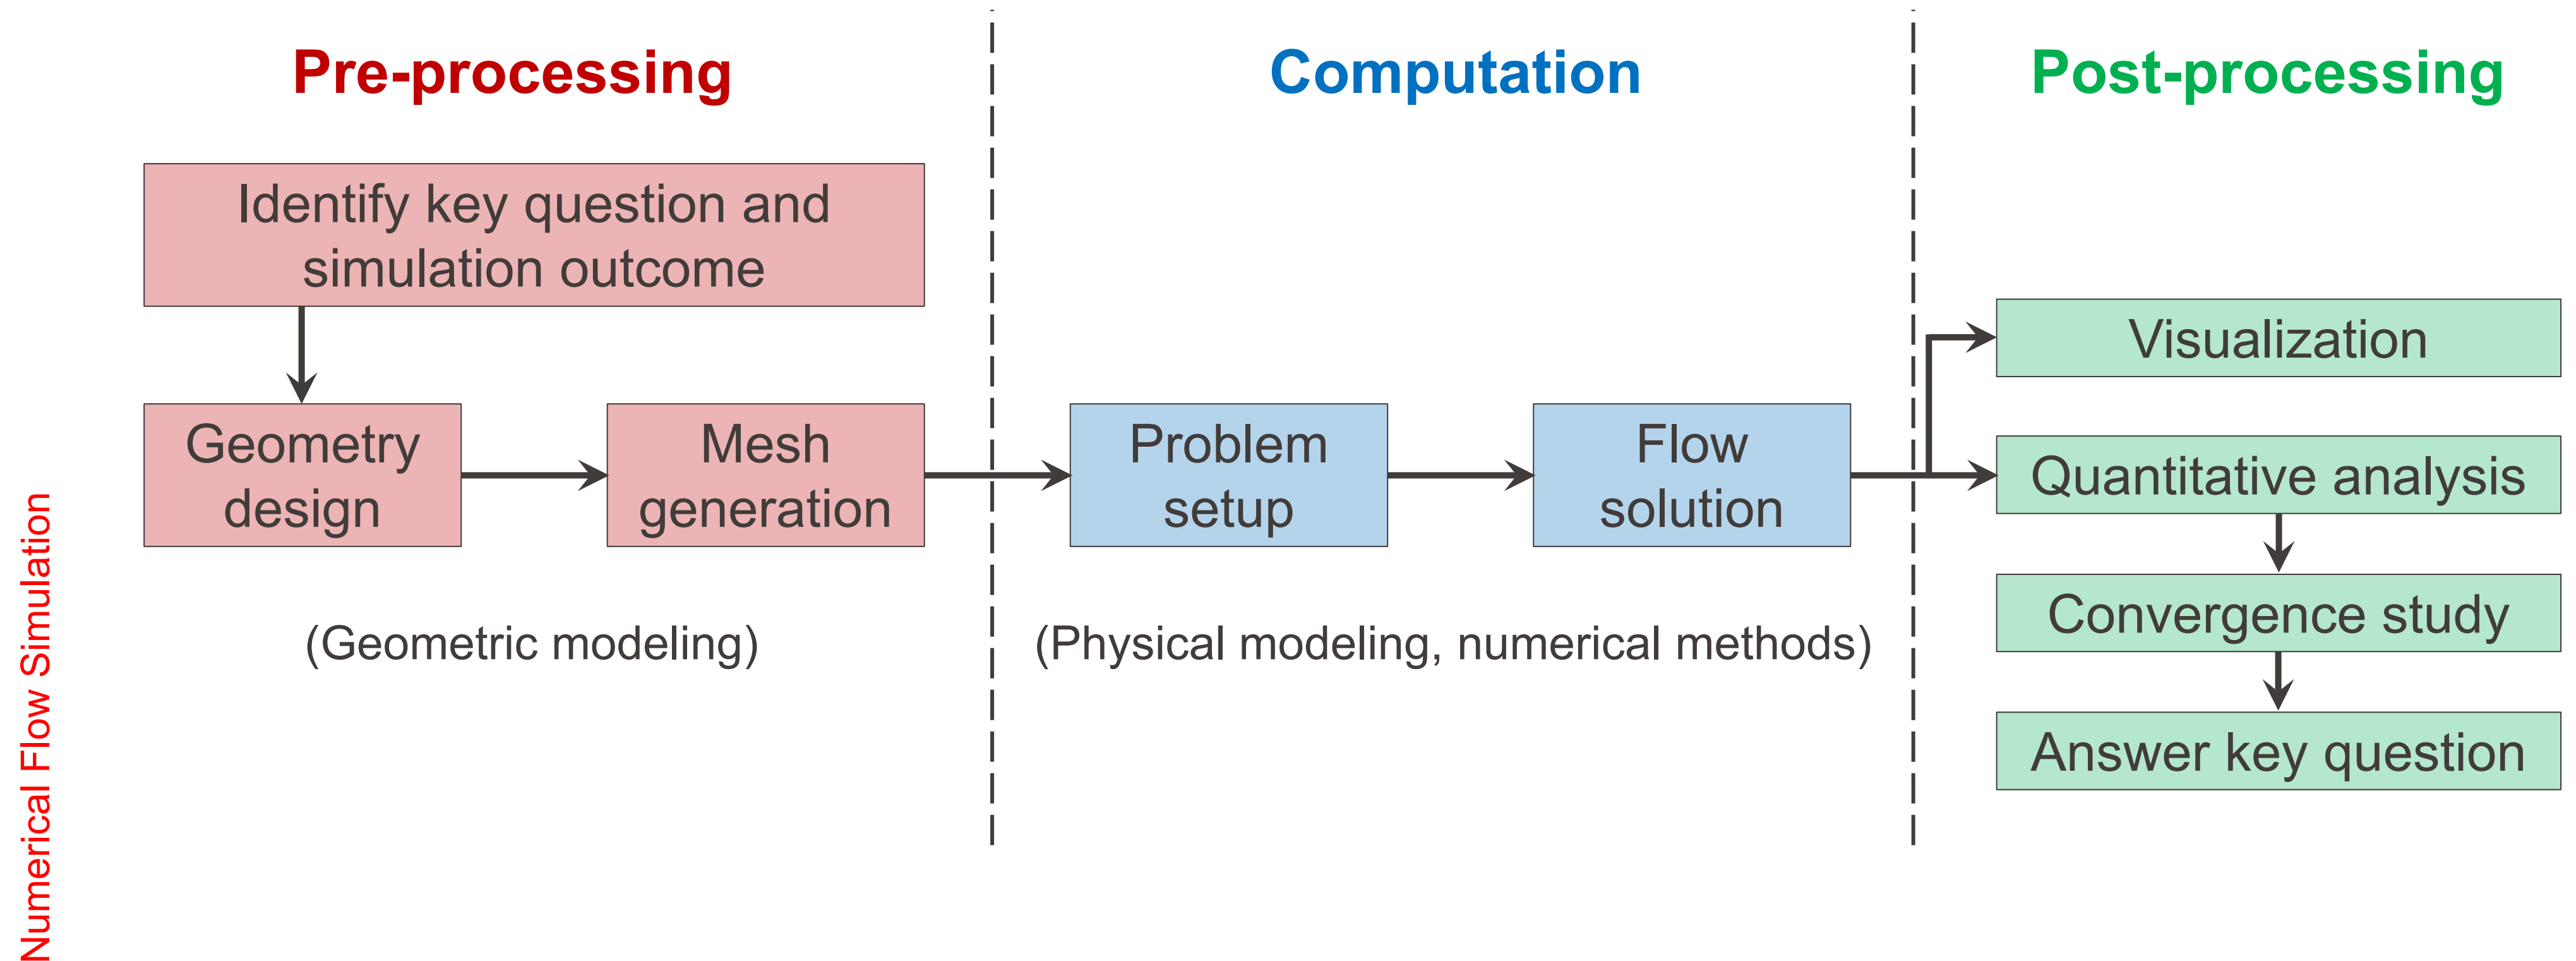 Pre-processing
Computation
Post-processing
Identify key question and
simulation outcome
Geometry
design
Mesh
generation
(Geometric modeling)
Problem
setup
Flow
solution
(Physical modeling, numerical methods)
Visualization
Quantitative analysis
Convergence study
Answer key question
Numerical Flow Simulation